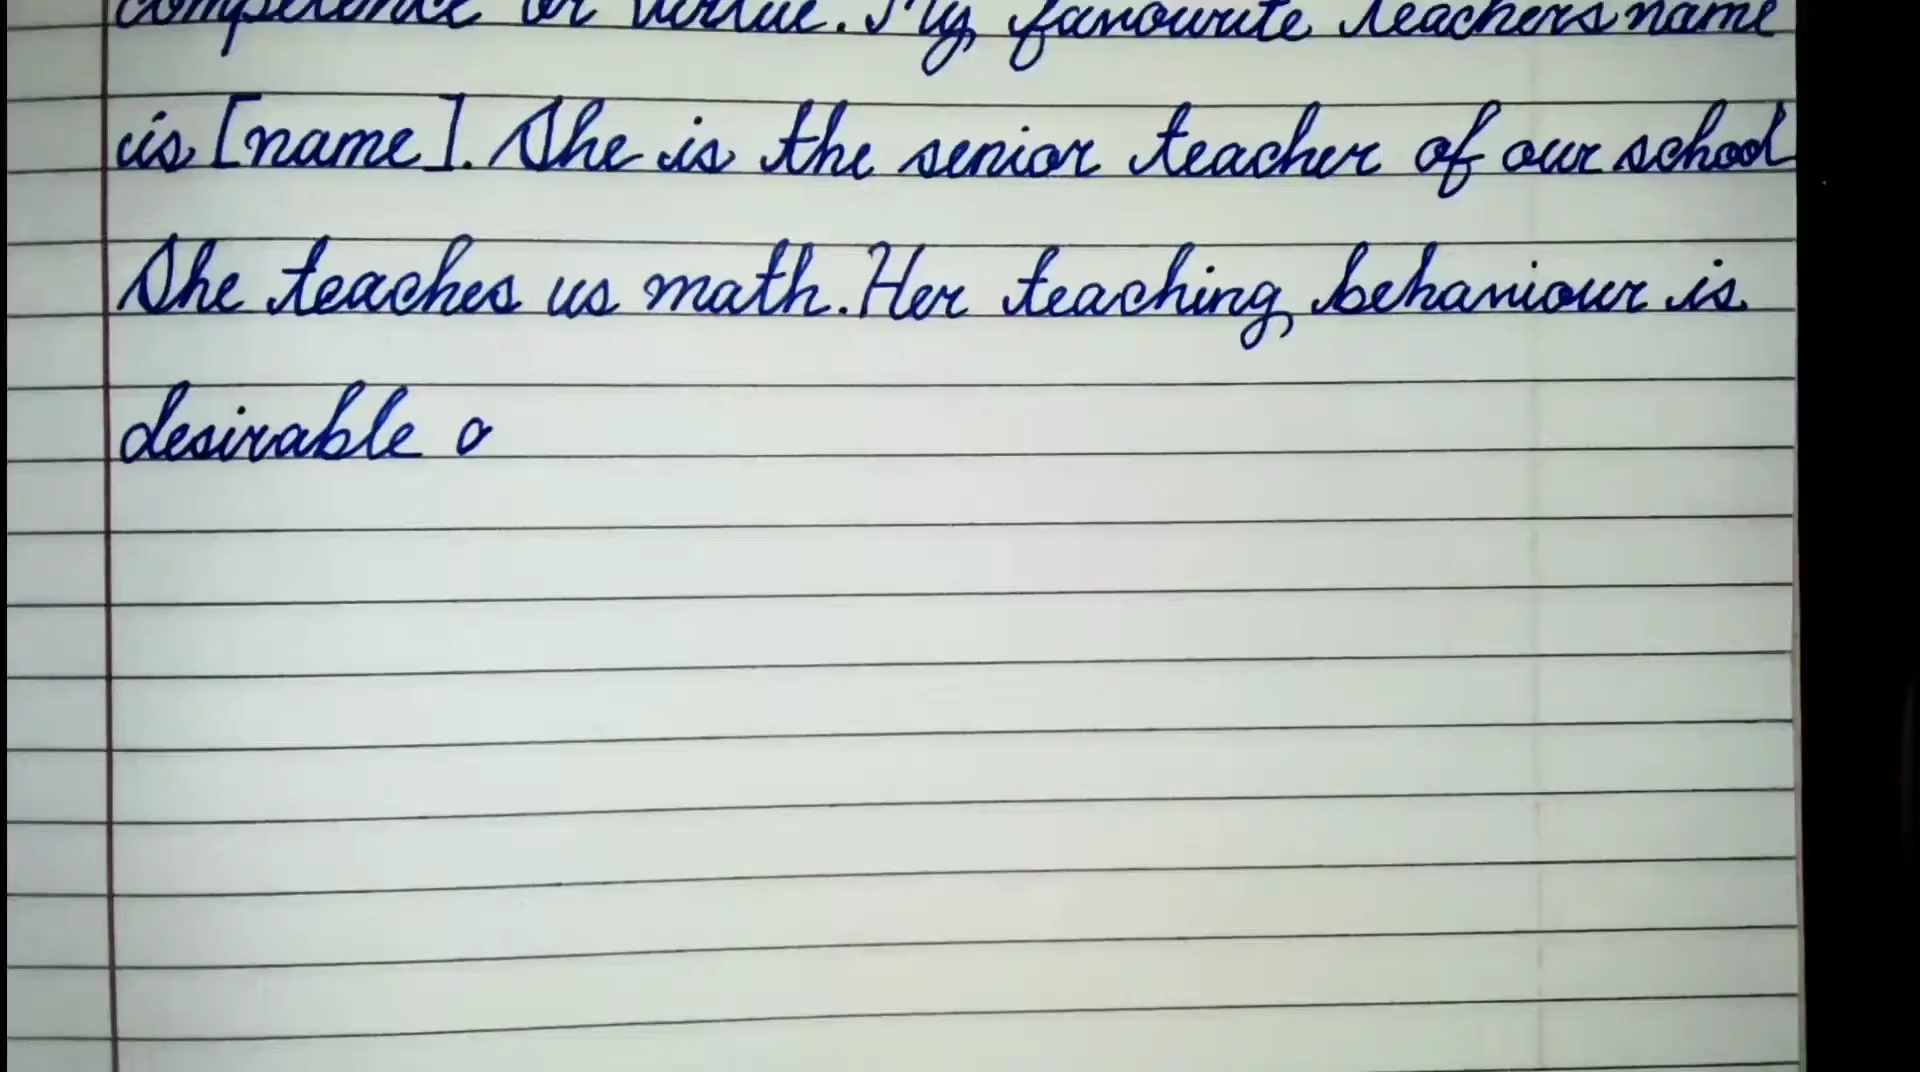 competence or virtue. My favourite teachers name
is [name]. She is the senior teacher of our school
She teaches us math. Her teaching behaviour is
desirable a